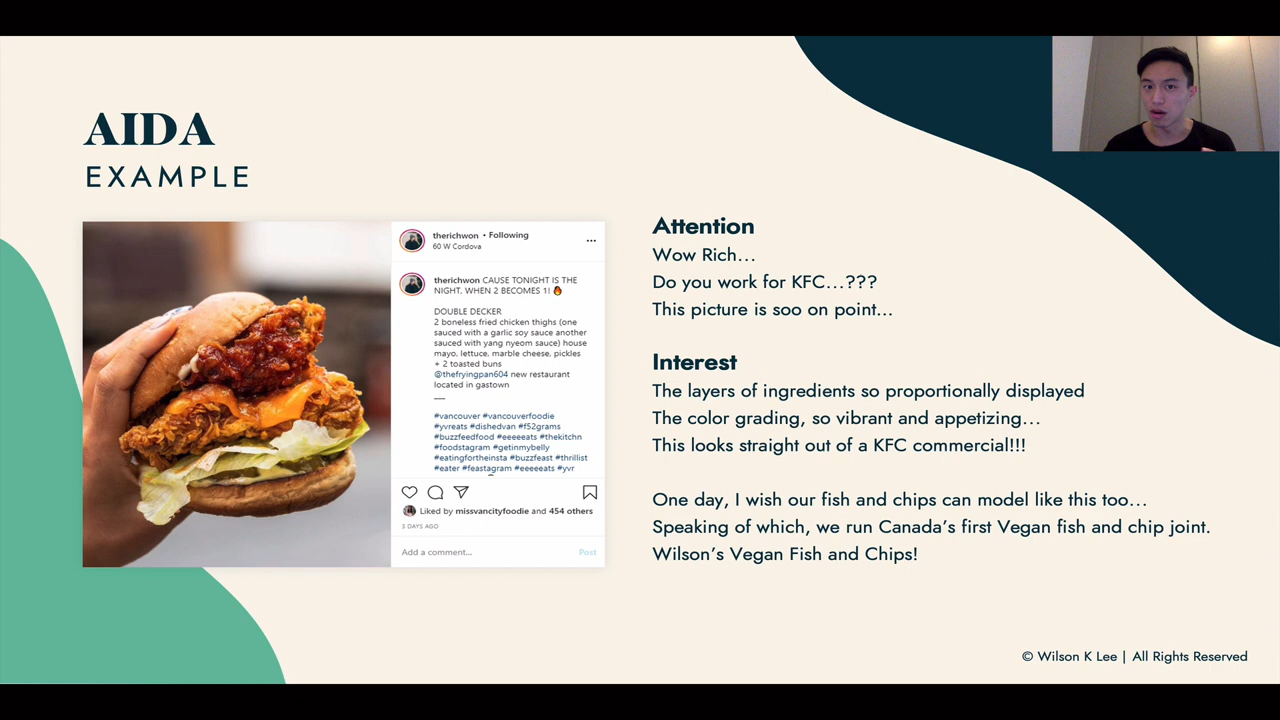 AIDA
EXAMPLE
therichwon • Following
60 W Cordova
therichwon CAUSE TONIGHT IS THE
NIGHT, WHEN 2 BECOMES 1!
DOUBLE DECKER
2 boneless fried chicken thighs (one
sauced with a garlic soy sauce another
sauced with yang nyeom sauce) house
mayo, lettuce, marble cheese, pickles
+ 2 toasted buns
@thefryingpan604 new restaurant
located in gastown
#vancouver #vancouverfoodie
#yvreats #dishedvan #f52grams
#buzzfeedfood #eeeeeats #thekitchn
#foodstagram #getinmybelly
#eatingfortheinsta #buzzfeast #thrillist
#eater #feastagram #eeeeats #yvr
Liked by missvancityfoodie and 454 others
3 DAYS AGO
Add a comment...
Post
Attention
Wow Rich...
Do you work for KFC...???
This picture is soo on point...
Interest
The layers of ingredients so proportionally displayed
The color grading, so vibrant and appetizing...
This looks straight out of a KFC commercial!!!
One day, I wish our fish and chips can model like this too...
Speaking of which, we run Canada's first Vegan fish and chip joint.
Wilson's Vegan Fish and Chips!
© Wilson K Lee | All Rights Reserved